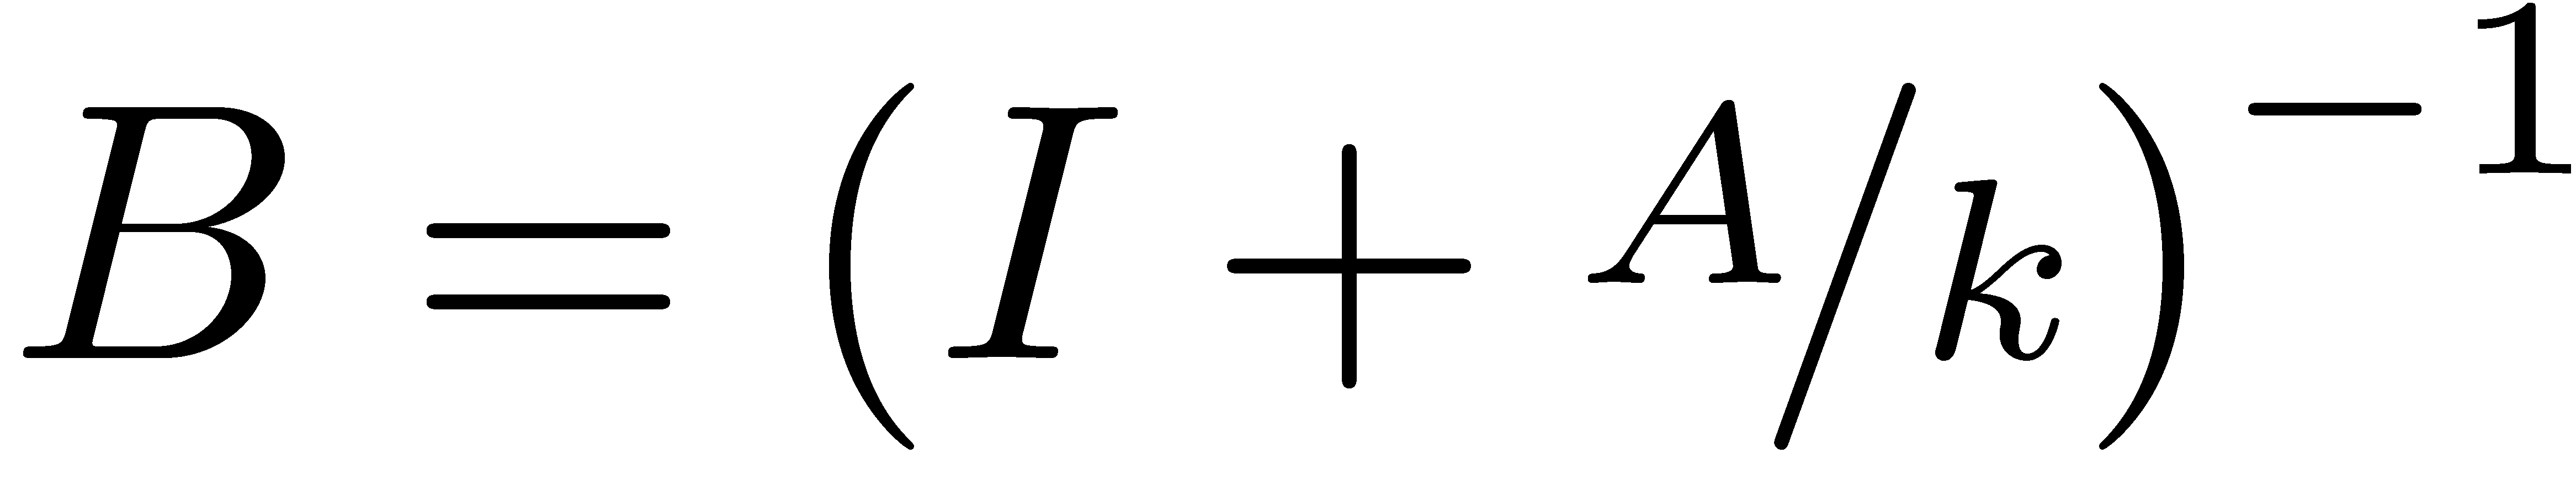 B = (I + A/k)⁻¹